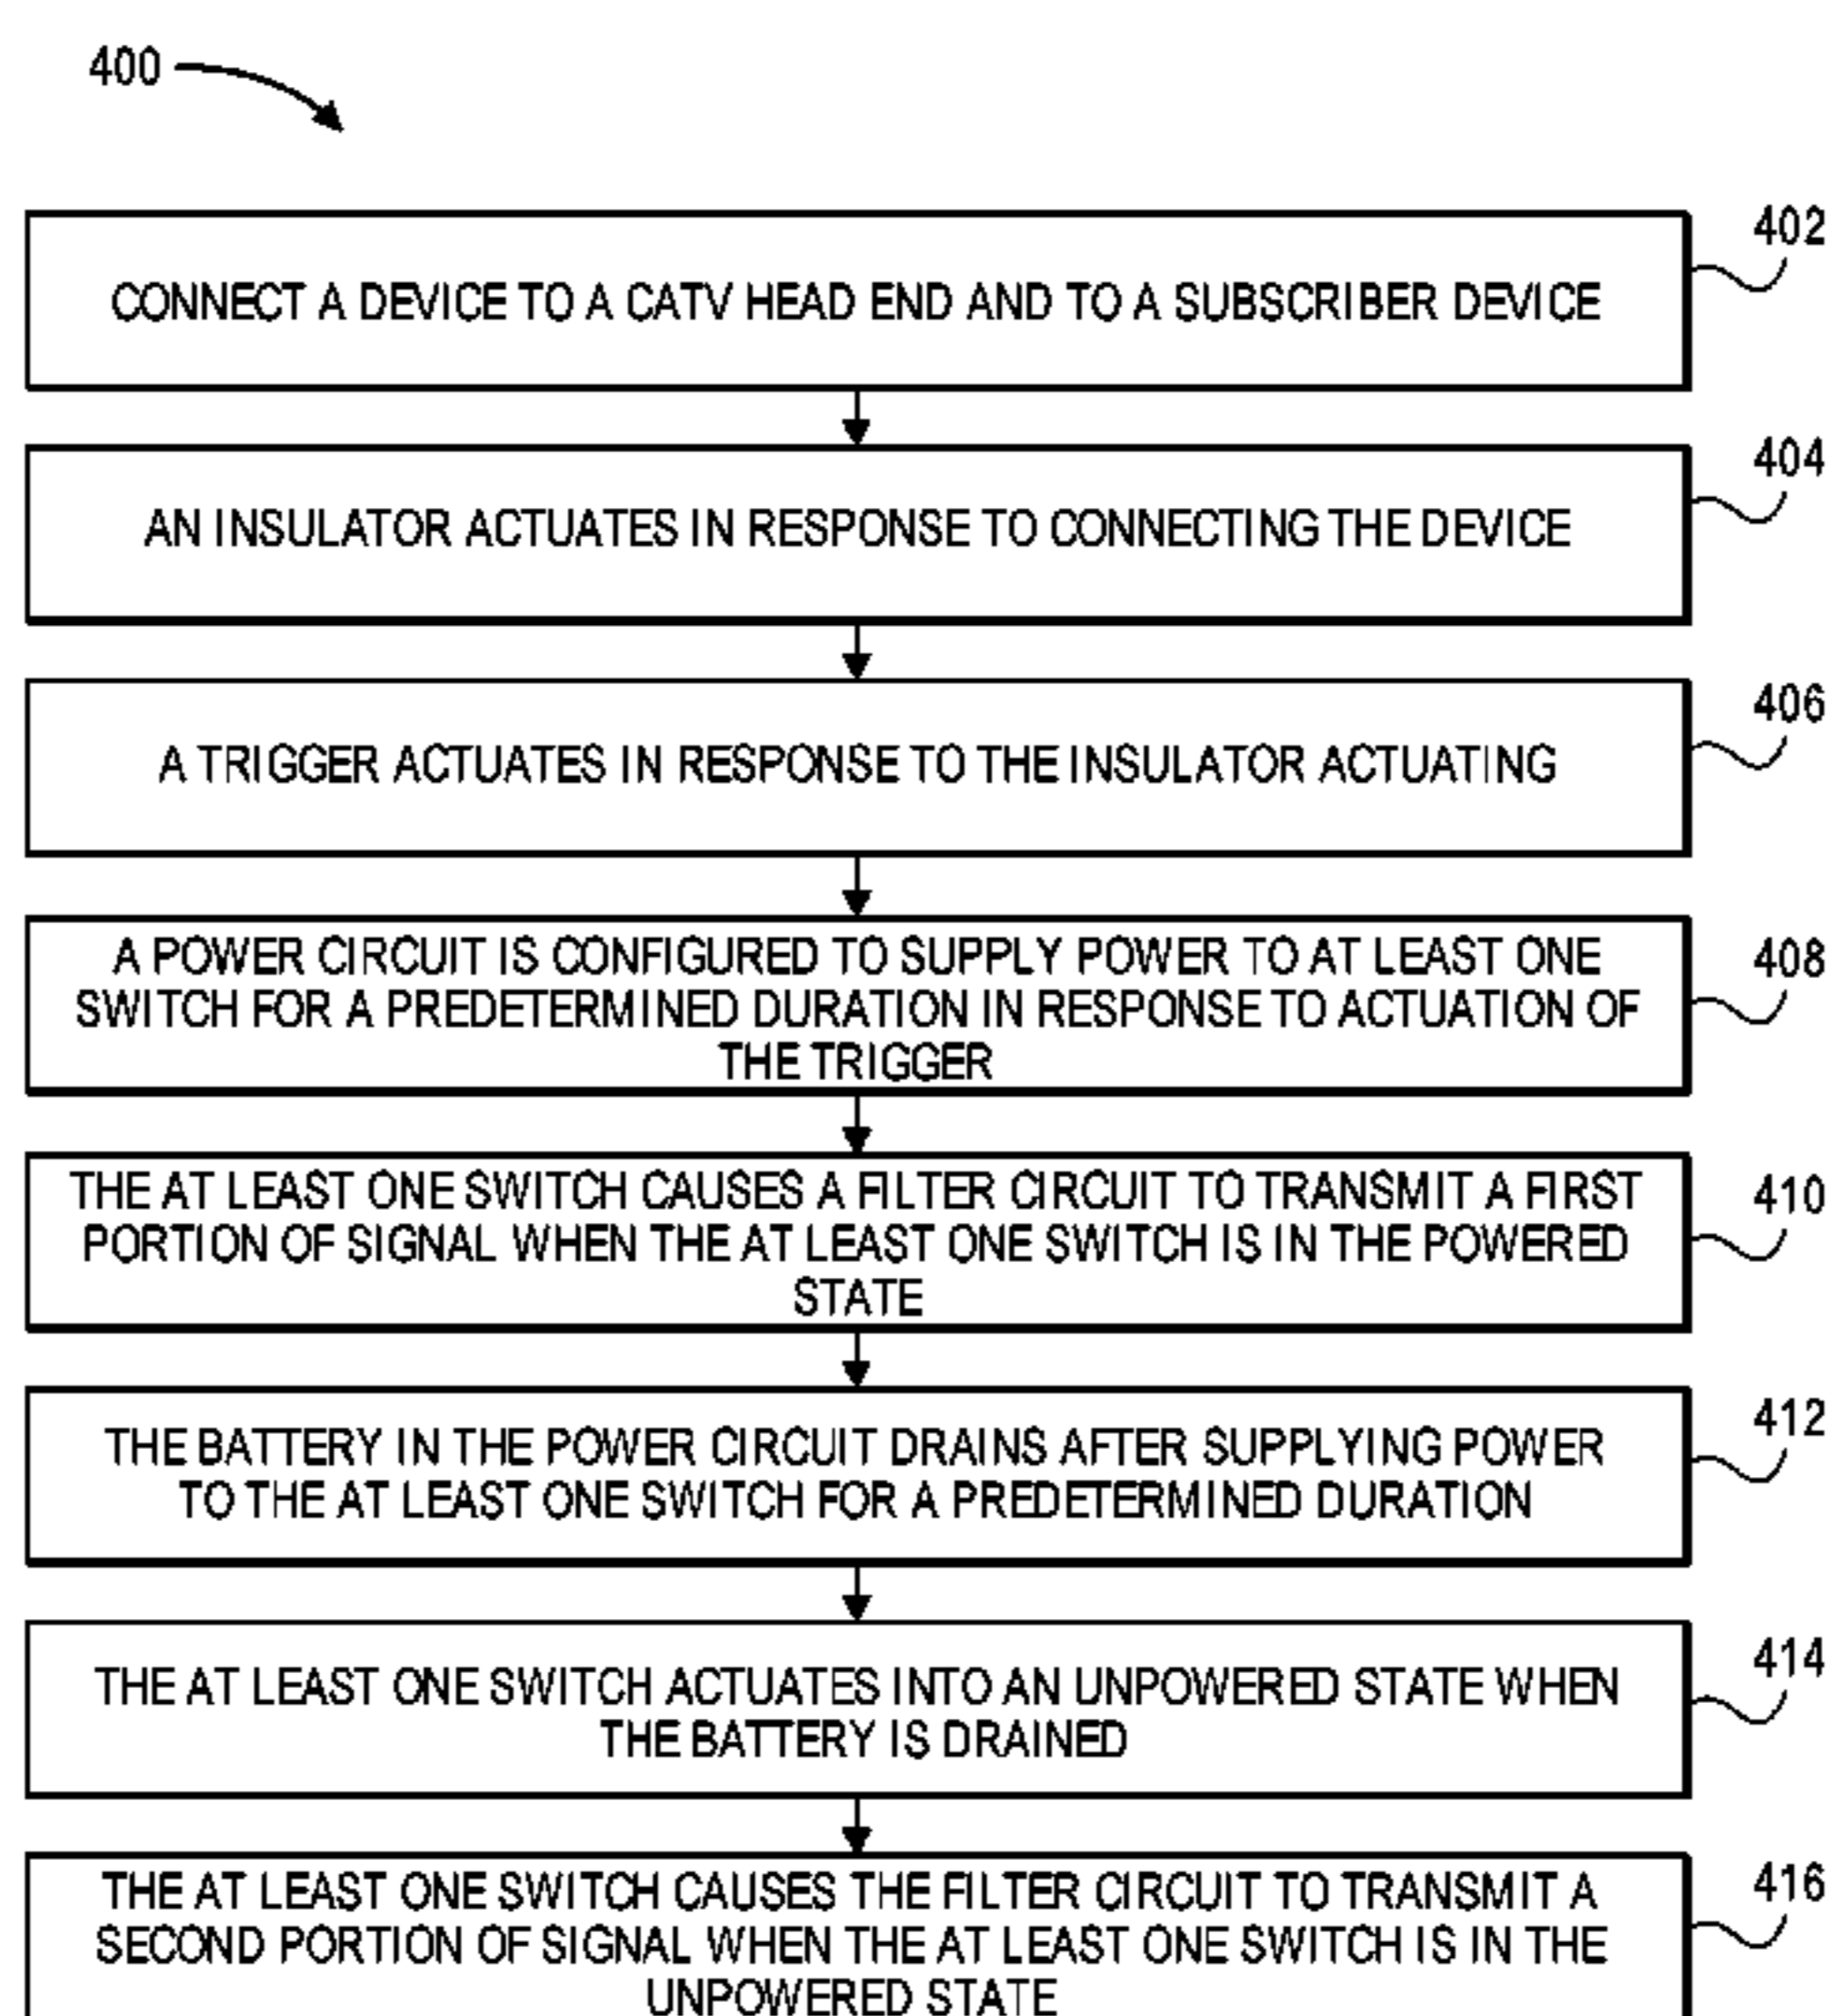 400
402
CONNECT A DEVICE TO A CATV HEAD END AND TO A SUBSCRIBER DEVICE
404
AN INSULATOR ACTUATES IN RESPONSE TO CONNECTING THE DEVICE
406
A TRIGGER ACTUATES IN RESPONSE TO THE INSULATOR ACTUATING
408
A POWER CIRCUIT IS CONFIGURED TO SUPPLY POWER TO AT LEAST ONE
SWITCH FOR A PREDETERMINED DURATION IN RESPONSE TO ACTUATION OF
THE TRIGGER
410
THE AT LEAST ONE SWITCH CAUSES A FILTER CIRCUIT TO TRANSMIT A FIRST
PORTION OF SIGNAL WHEN THE AT LEAST ONE SWITCH IS IN THE POWERED
STATE
412
THE BATTERY IN THE POWER CIRCUIT DRAINS AFTER SUPPLYING POWER
TO THE AT LEAST ONE SWITCH FOR A PREDETERMINED DURATION
414
THE AT LEAST ONE SWITCH ACTUATES INTO AN UNPOWERED STATE WHEN
THE BATTERY IS DRAINED
416
THE AT LEAST ONE SWITCH CAUSES THE FILTER CIRCUIT TO TRANSMIT A
SECOND PORTION OF SIGNAL WHEN THE AT LEAST ONE SWITCH IS IN THE
UNPOWERED STATE